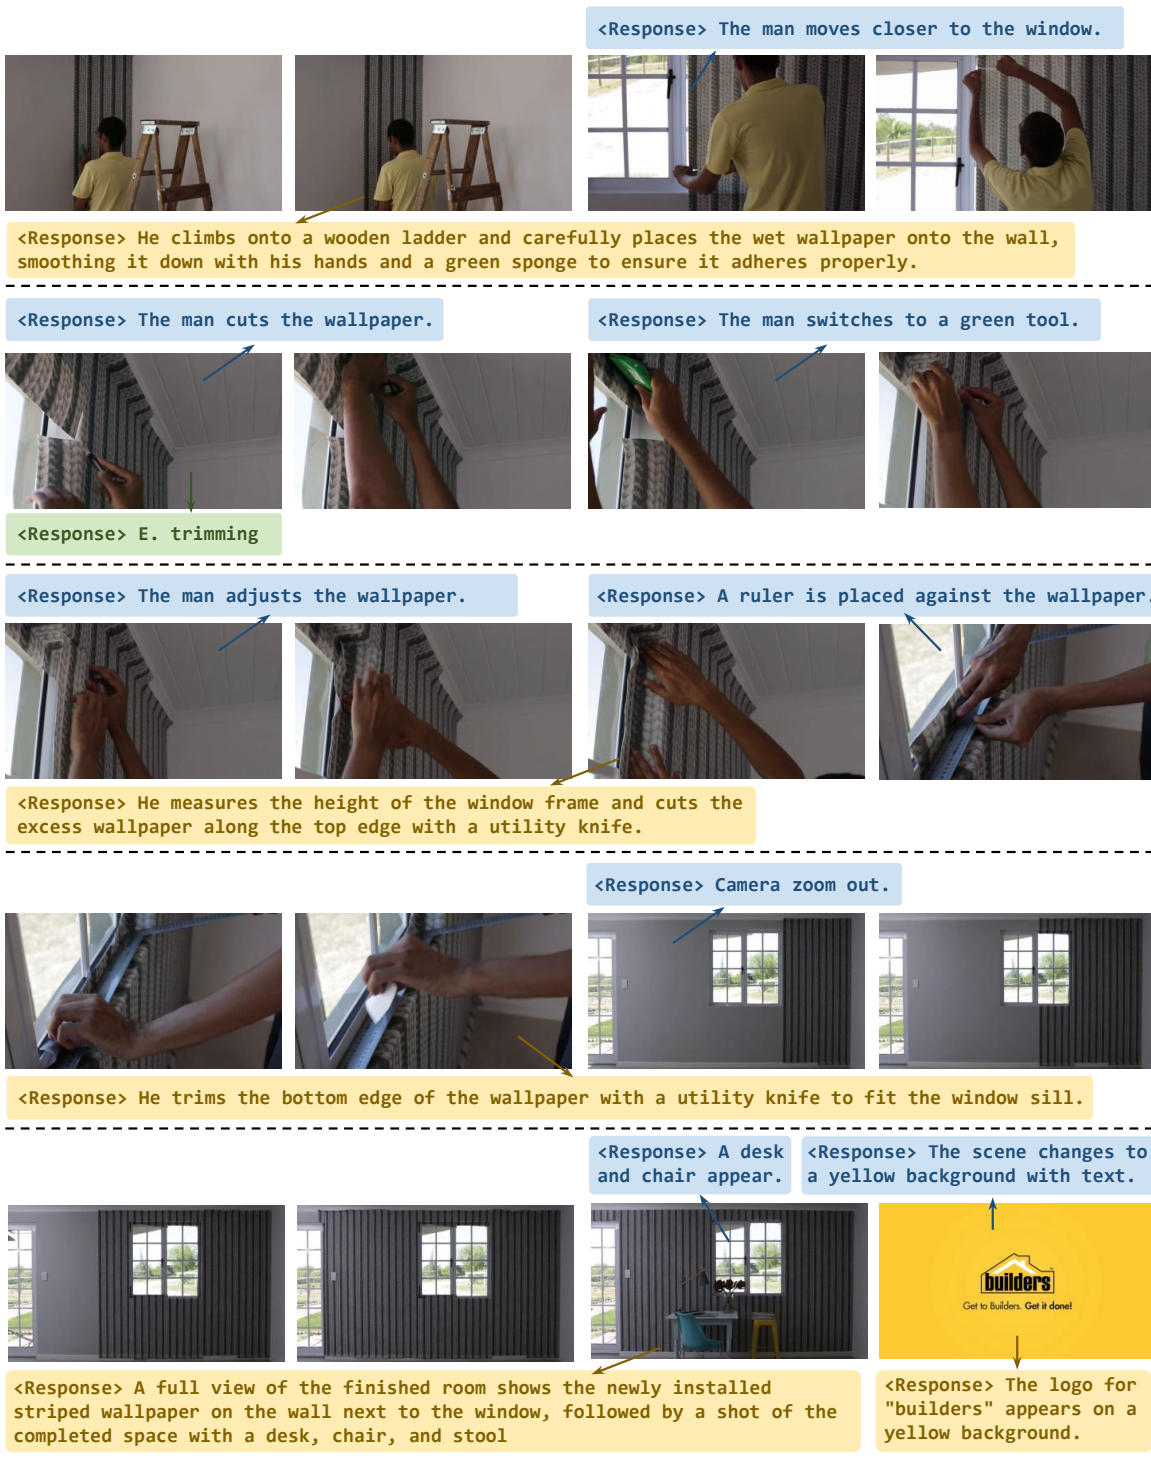 <Response> The man moves closer to the window.
<Response> He climbs onto a wooden ladder and carefully places the wet wallpaper onto the wall,
smoothing it down with his hands and a green sponge to ensure it adheres properly.
<Response> The man cuts the wallpaper.
<Response> The man switches to a green tool.
<Response> E. trimming
<Response> The man adjusts the wallpaper.
<Response> A ruler is placed against the wallpaper.
<Response> He measures the height of the window frame and cuts the
excess wallpaper along the top edge with a utility knife.
<Response> Camera zoom out.
<Response> He trims the bottom edge of the wallpaper with a utility knife to fit the window sill.
<Response> A desk
and chair appear.
<Response> The scene changes to
a yellow background with text.
builders
Get to Builders. Get it done!
<Response> A full view of the finished room shows the newly installed
striped wallpaper on the wall next to the window, followed by a shot of the
completed space with a desk, chair, and stool
<Response> The logo for
"builders" appears on a
yellow background.